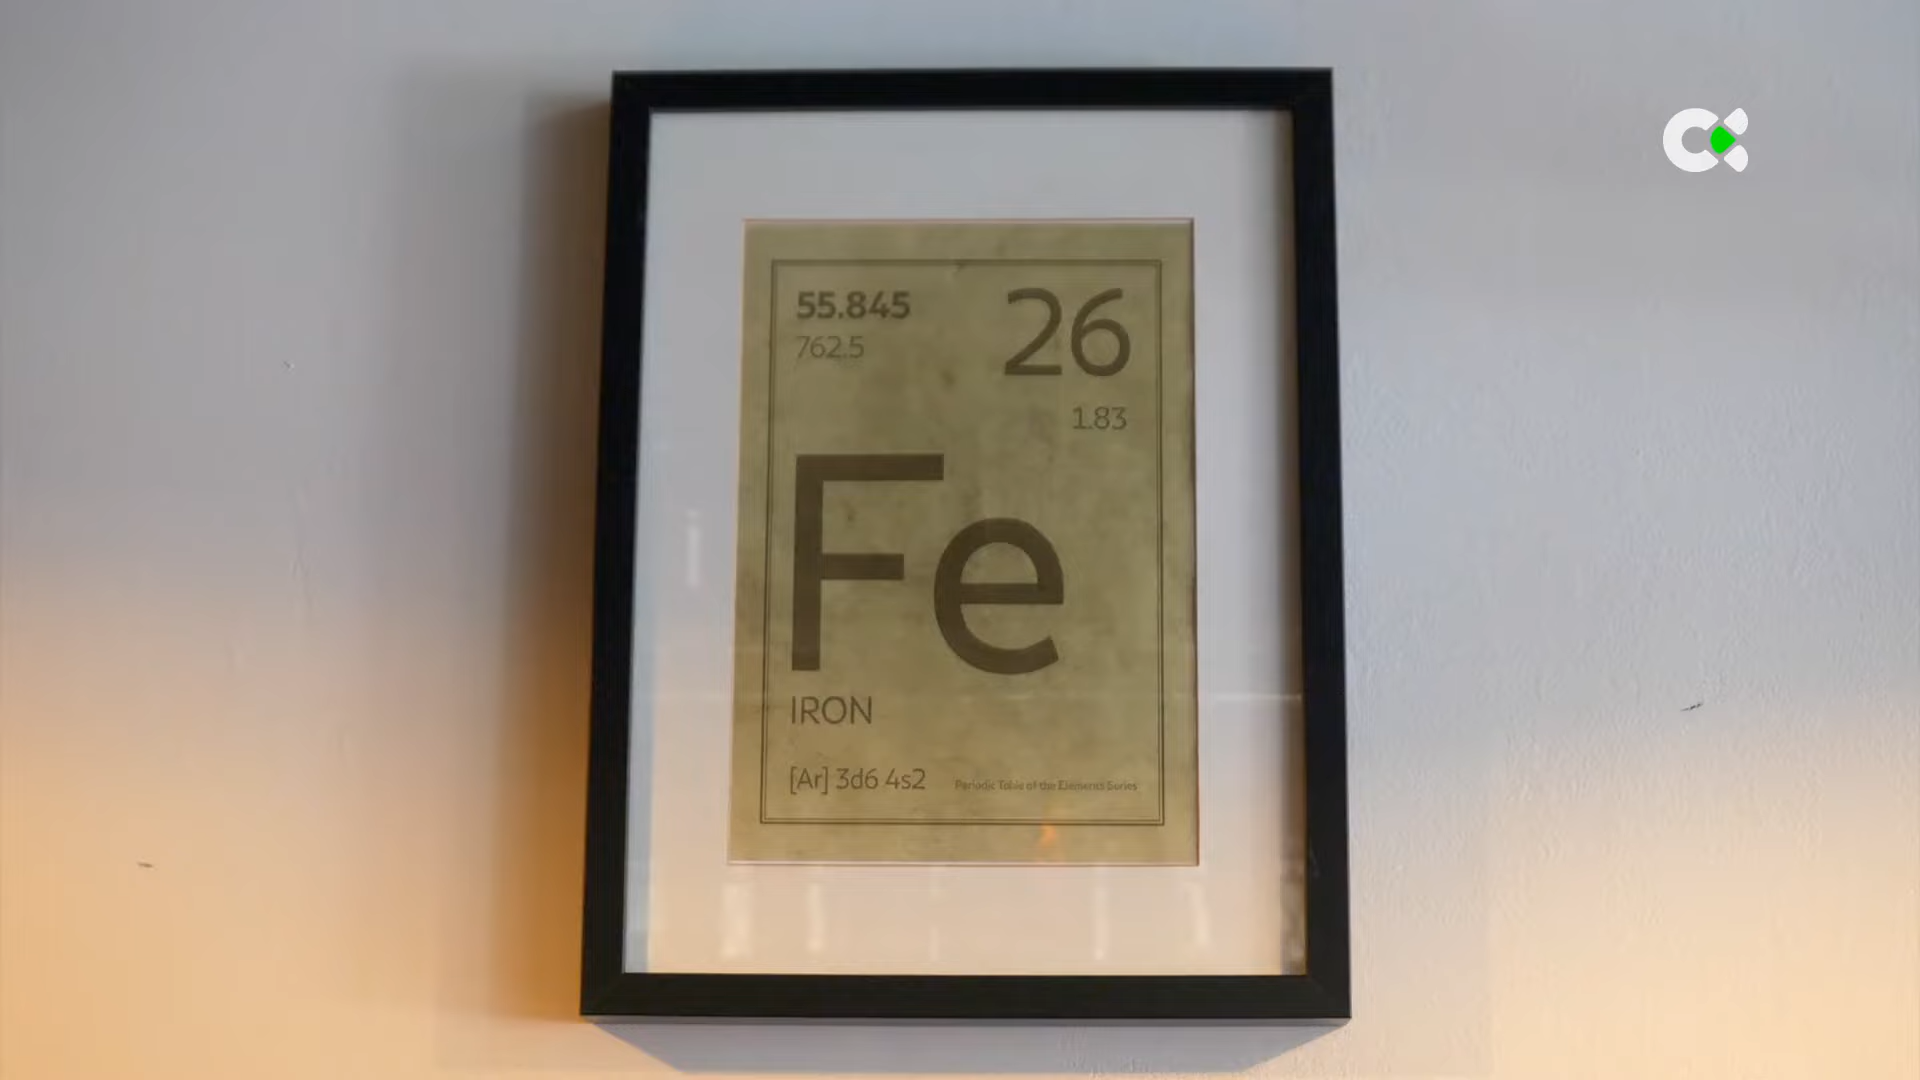 55.845
26
762.5
1.83
Fe
IRON
[Ar] 3d6 4s2
Periodic Table of the Elements Series